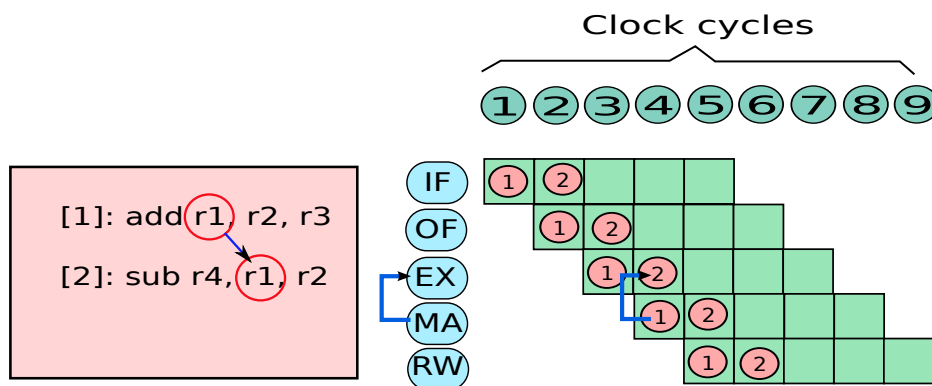 Clock cycles
1 2 3 4 5 6 7 8 9
[1]: add r1, r2, r3
[2]: sub r4, r1, r2
IF 1 2
OF 1 2
EX 1 2
MA 1 2
RW 1 2